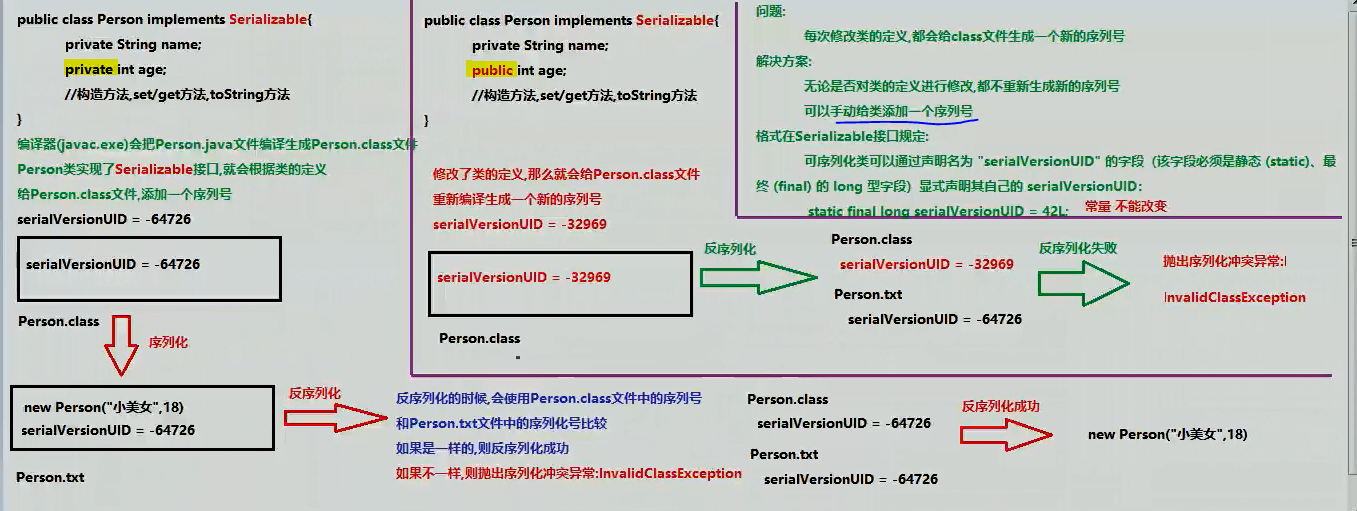 public class Person implements Serializable{
private String name;
private int age;
//构造方法,set/get方法,toString方法
}
编译器(javac.exe)会把Person.java文件编译生成Person.class文件
Person类实现了Serializable接口,就会根据类的定义
给Person.class文件,添加一个序列号
serialVersionUID = -64726
serialVersionUID = -64726
Person.class
序列化
new Person("小美女",18)
serialVersionUID = -64726
Person.txt
public class Person implements Serializable{
private String name;
public int age;
//构造方法,set/get方法,toString方法
}
修改了类的定义,那么就会给Person.class文件
重新编译生成一个新的序列号
serialVersionUID = -32969
serialVersionUID = -32969
Person.class
反序列化
Person.class
serialVersionUID = -32969
Person.txt
serialVersionUID = -64726
反序列化失败
抛出序列化冲突异常:
InvalidClassException
问题:
每次修改类的定义,都会给class文件生成一个新的序列号
解决方案:
无论是否对类的定义进行修改,都不重新生成新的序列号
可以手动给类添加一个序列号
格式在Serializable接口规定:
可序列化类可以通过声明名为 "serialVersionUID" 的字段（该字段必须是静态 (static)、最
终 (final) 的 long 型字段）显式声明其自己的 serialVersionUID:
static final long serialVersionUID = 42L; 常量 不能改变
反序列化
反序列化的时候,会使用Person.class文件中的序列号
和Person.txt文件中的序列化号比较
如果是一样的,则反序列化成功
如果不一样,则抛出序列化冲突异常:InvalidClassException
Person.class
serialVersionUID = -64726
Person.txt
serialVersionUID = -64726
反序列化成功
new Person("小美女",18)